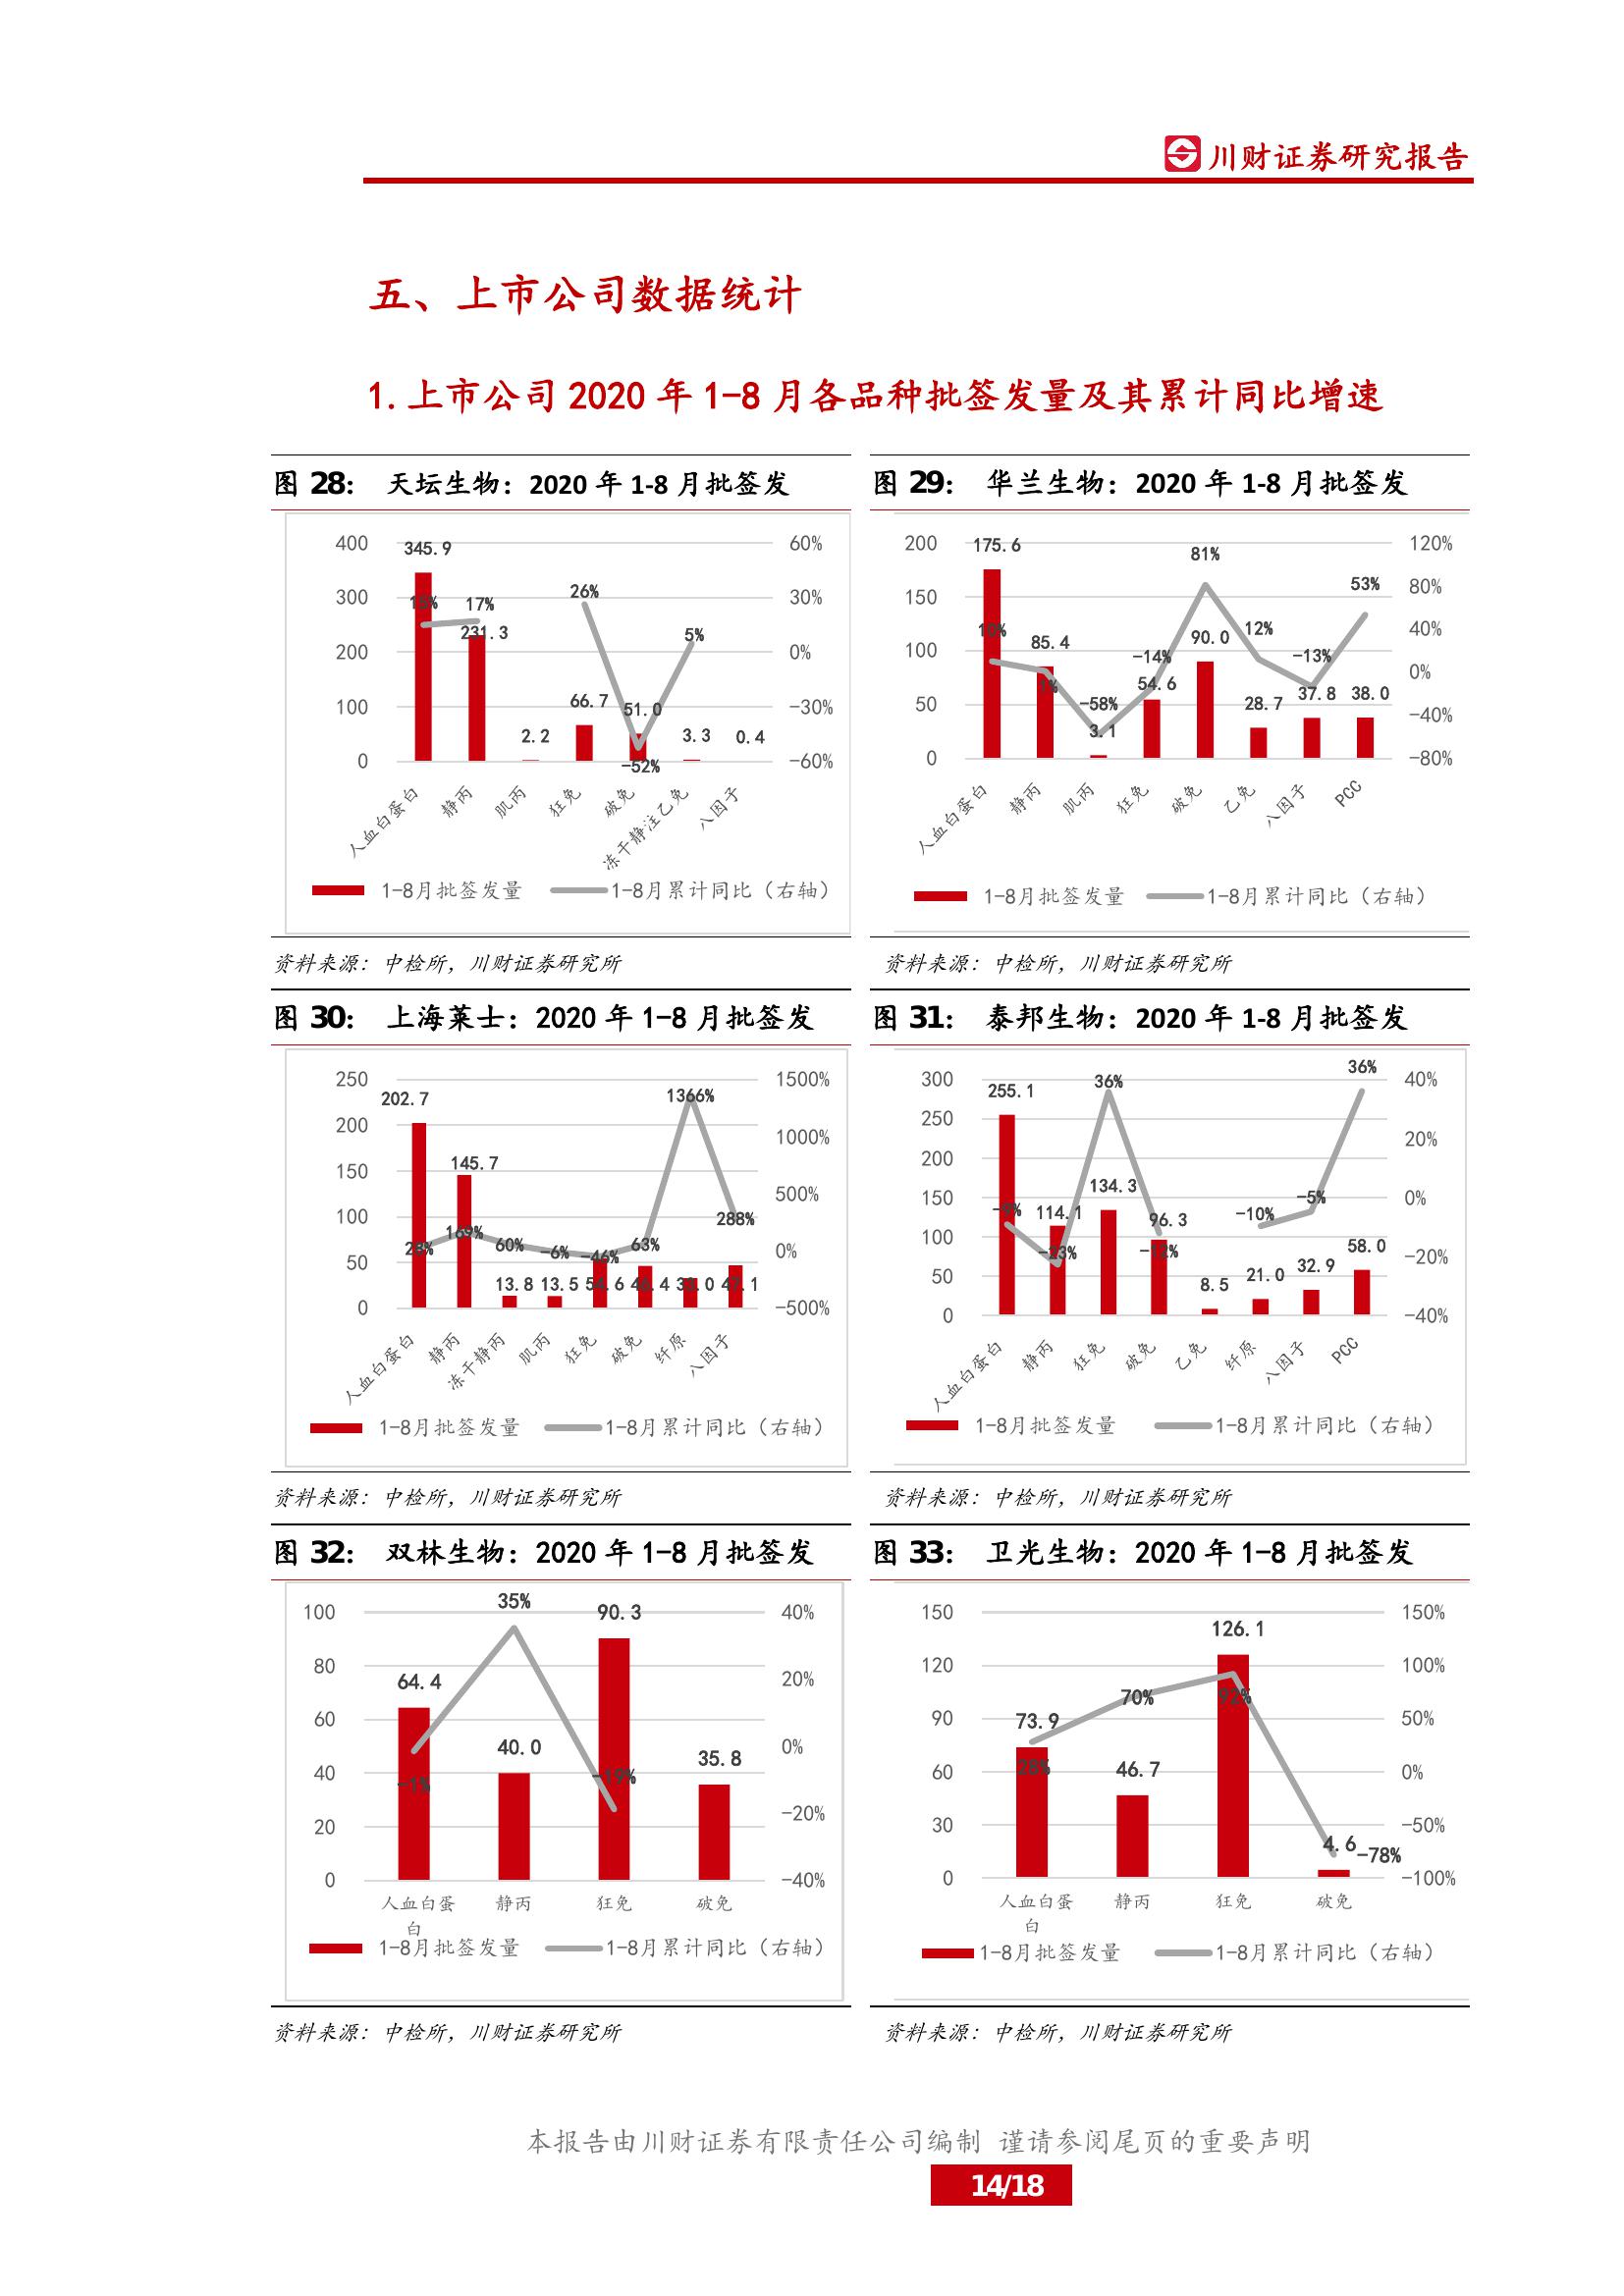 川财证券研究报告
五、上市公司数据统计
1.上市公司 2020 年 1-8 月各品种批签发量及其累计同比增速
图 28： 天坛生物：2020 年 1-8 月批签发
400
300
200
100
0
60%
30%
0%
-30%
-60%
345.9
231.3
2.2
66.7
51.0
3.3
0.4
17%
26%
-52%
5%
人血白蛋白
静丙
肌丙
狂免
破免
冻干静注乙免
八因子
1-8月批签发量
1-8月累计同比（右轴）
资料来源：中检所，川财证券研究所
图 29： 华兰生物：2020 年 1-8 月批签发
200
150
100
50
0
120%
80%
40%
0%
-40%
-80%
175.6
85.4
3.1
54.6
90.0
28.7
37.8
38.0
10%
1%
-58%
-14%
81%
12%
-13%
53%
人血白蛋白
静丙
肌丙
狂免
破免
乙免
八因子
PCC
1-8月批签发量
1-8月累计同比（右轴）
资料来源：中检所，川财证券研究所
图 30： 上海莱士：2020 年 1-8 月批签发
250
200
150
100
50
0
1500%
1000%
500%
0%
-500%
202.7
145.7
13.8
13.5
54.6
47.1
169%
60%
-6%
-46%
63%
1366%
288%
人血白蛋白
静丙
冻干静丙
肌丙
狂免
破免
纤原
八因子
1-8月批签发量
1-8月累计同比（右轴）
资料来源：中检所，川财证券研究所
图 31： 泰邦生物：2020 年 1-8 月批签发
300
250
200
150
100
50
0
40%
20%
0%
-20%
-40%
255.1
114.1
134.3
96.3
8.5
21.0
32.9
58.0
-23%
36%
-12%
-10%
-5%
36%
人血白蛋白
静丙
狂免
破免
乙免
纤原
八因子
PCC
1-8月批签发量
1-8月累计同比（右轴）
资料来源：中检所，川财证券研究所
图 32： 双林生物：2020 年 1-8 月批签发
100
80
60
40
20
0
40%
20%
0%
-20%
-40%
64.4
40.0
90.3
35.8
-1%
35%
-19%
人血白蛋
白
静丙
狂免
破免
1-8月批签发量
1-8月累计同比（右轴）
资料来源：中检所，川财证券研究所
图 33： 卫光生物：2020 年 1-8 月批签发
150
120
90
60
30
0
150%
100%
50%
0%
-50%
-100%
73.9
46.7
126.1
4.6
28%
70%
92%
-78%
人血白蛋
白
静丙
狂免
破免
1-8月批签发量
1-8月累计同比（右轴）
资料来源：中检所，川财证券研究所
本报告由川财证券有限责任公司编制 谨请参阅尾页的重要声明
14/18